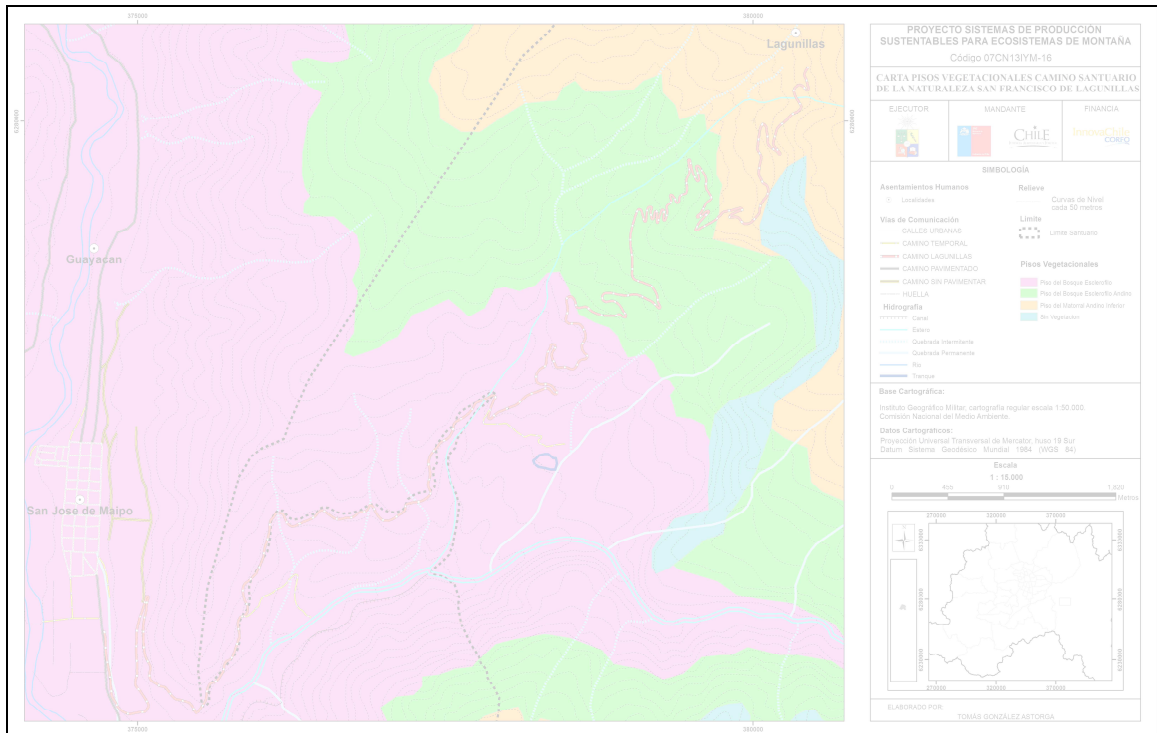 375000
380000
Lagunillas
6280000
6280000
Guayacan
San Jose de Maipo
375000
380000
PROYECTO SISTEMAS DE PRODUCCIÓN
SUSTENTABLES PARA ECOSISTEMAS DE MONTAÑA
Código 07CN13IYM-16
CARTA PISOS VEGETACIONALES CAMINO SANTUARIO
DE LA NATURALEZA SAN FRANCISCO DE LAGUNILLAS
EJECUTOR
MANDANTE
FINANCIA
CHILE
InnovaChile
CORFO
SIMBOLOGÍA
Asentamientos Humanos
Localidades
Vías de Comunicación
CALLES URBANAS
CAMINO TEMPORAL
CAMINO LAGUNILLAS
CAMINO PAVIMENTADO
CAMINO SIN PAVIMENTAR
HUELLA
Hidrografía
Canal
Estero
Quebrada Intermitente
Quebrada Permanente
Río
Tranque
Relieve
Curvas de Nivel
cada 50 metros
Límite
Límite Santuario
Pisos Vegetacionales
Piso del Bosque Esclerófilo
Piso del Bosque Esclerófilo Andino
Piso del Matorral Andino Inferior
Sin Vegetación
Base Cartográfica:
Instituto Geográfico Militar, cartografía regular escala 1:50.000
Comisión Nacional del Medio Ambiente.
Datos Cartográficos:
Proyección Universal Transversal de Mercator, huso 19 Sur
Datum Sistema Geodésico Mundial 1984 (WGS 84)
Escala
1 : 15.000
0
Metros
270000
320000
370000
270000
320000
370000
ELABORADO POR:
TOMÁS GONZÁLEZ ASTORGA